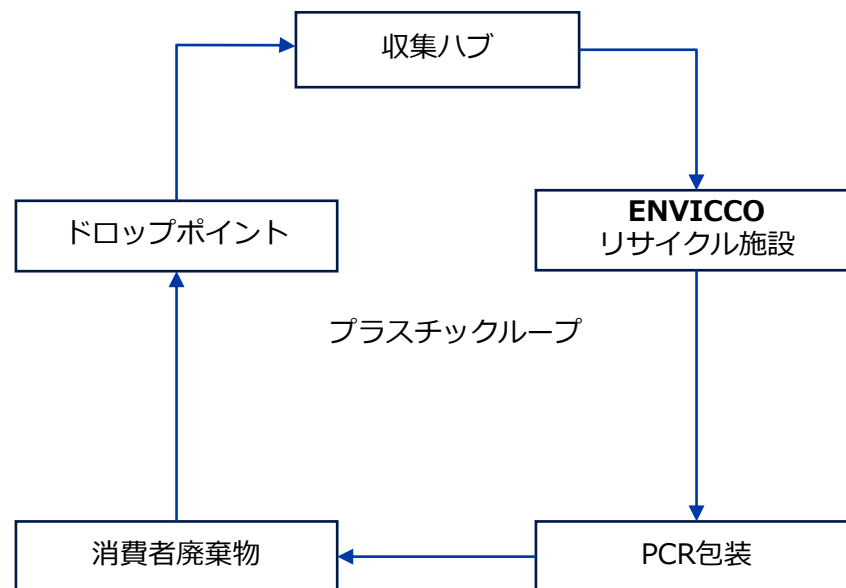 収集ハブ
ドロップポイント
ENVICCO
リサイクル施設
プラスチックループ
消費者廃棄物
PCR包装